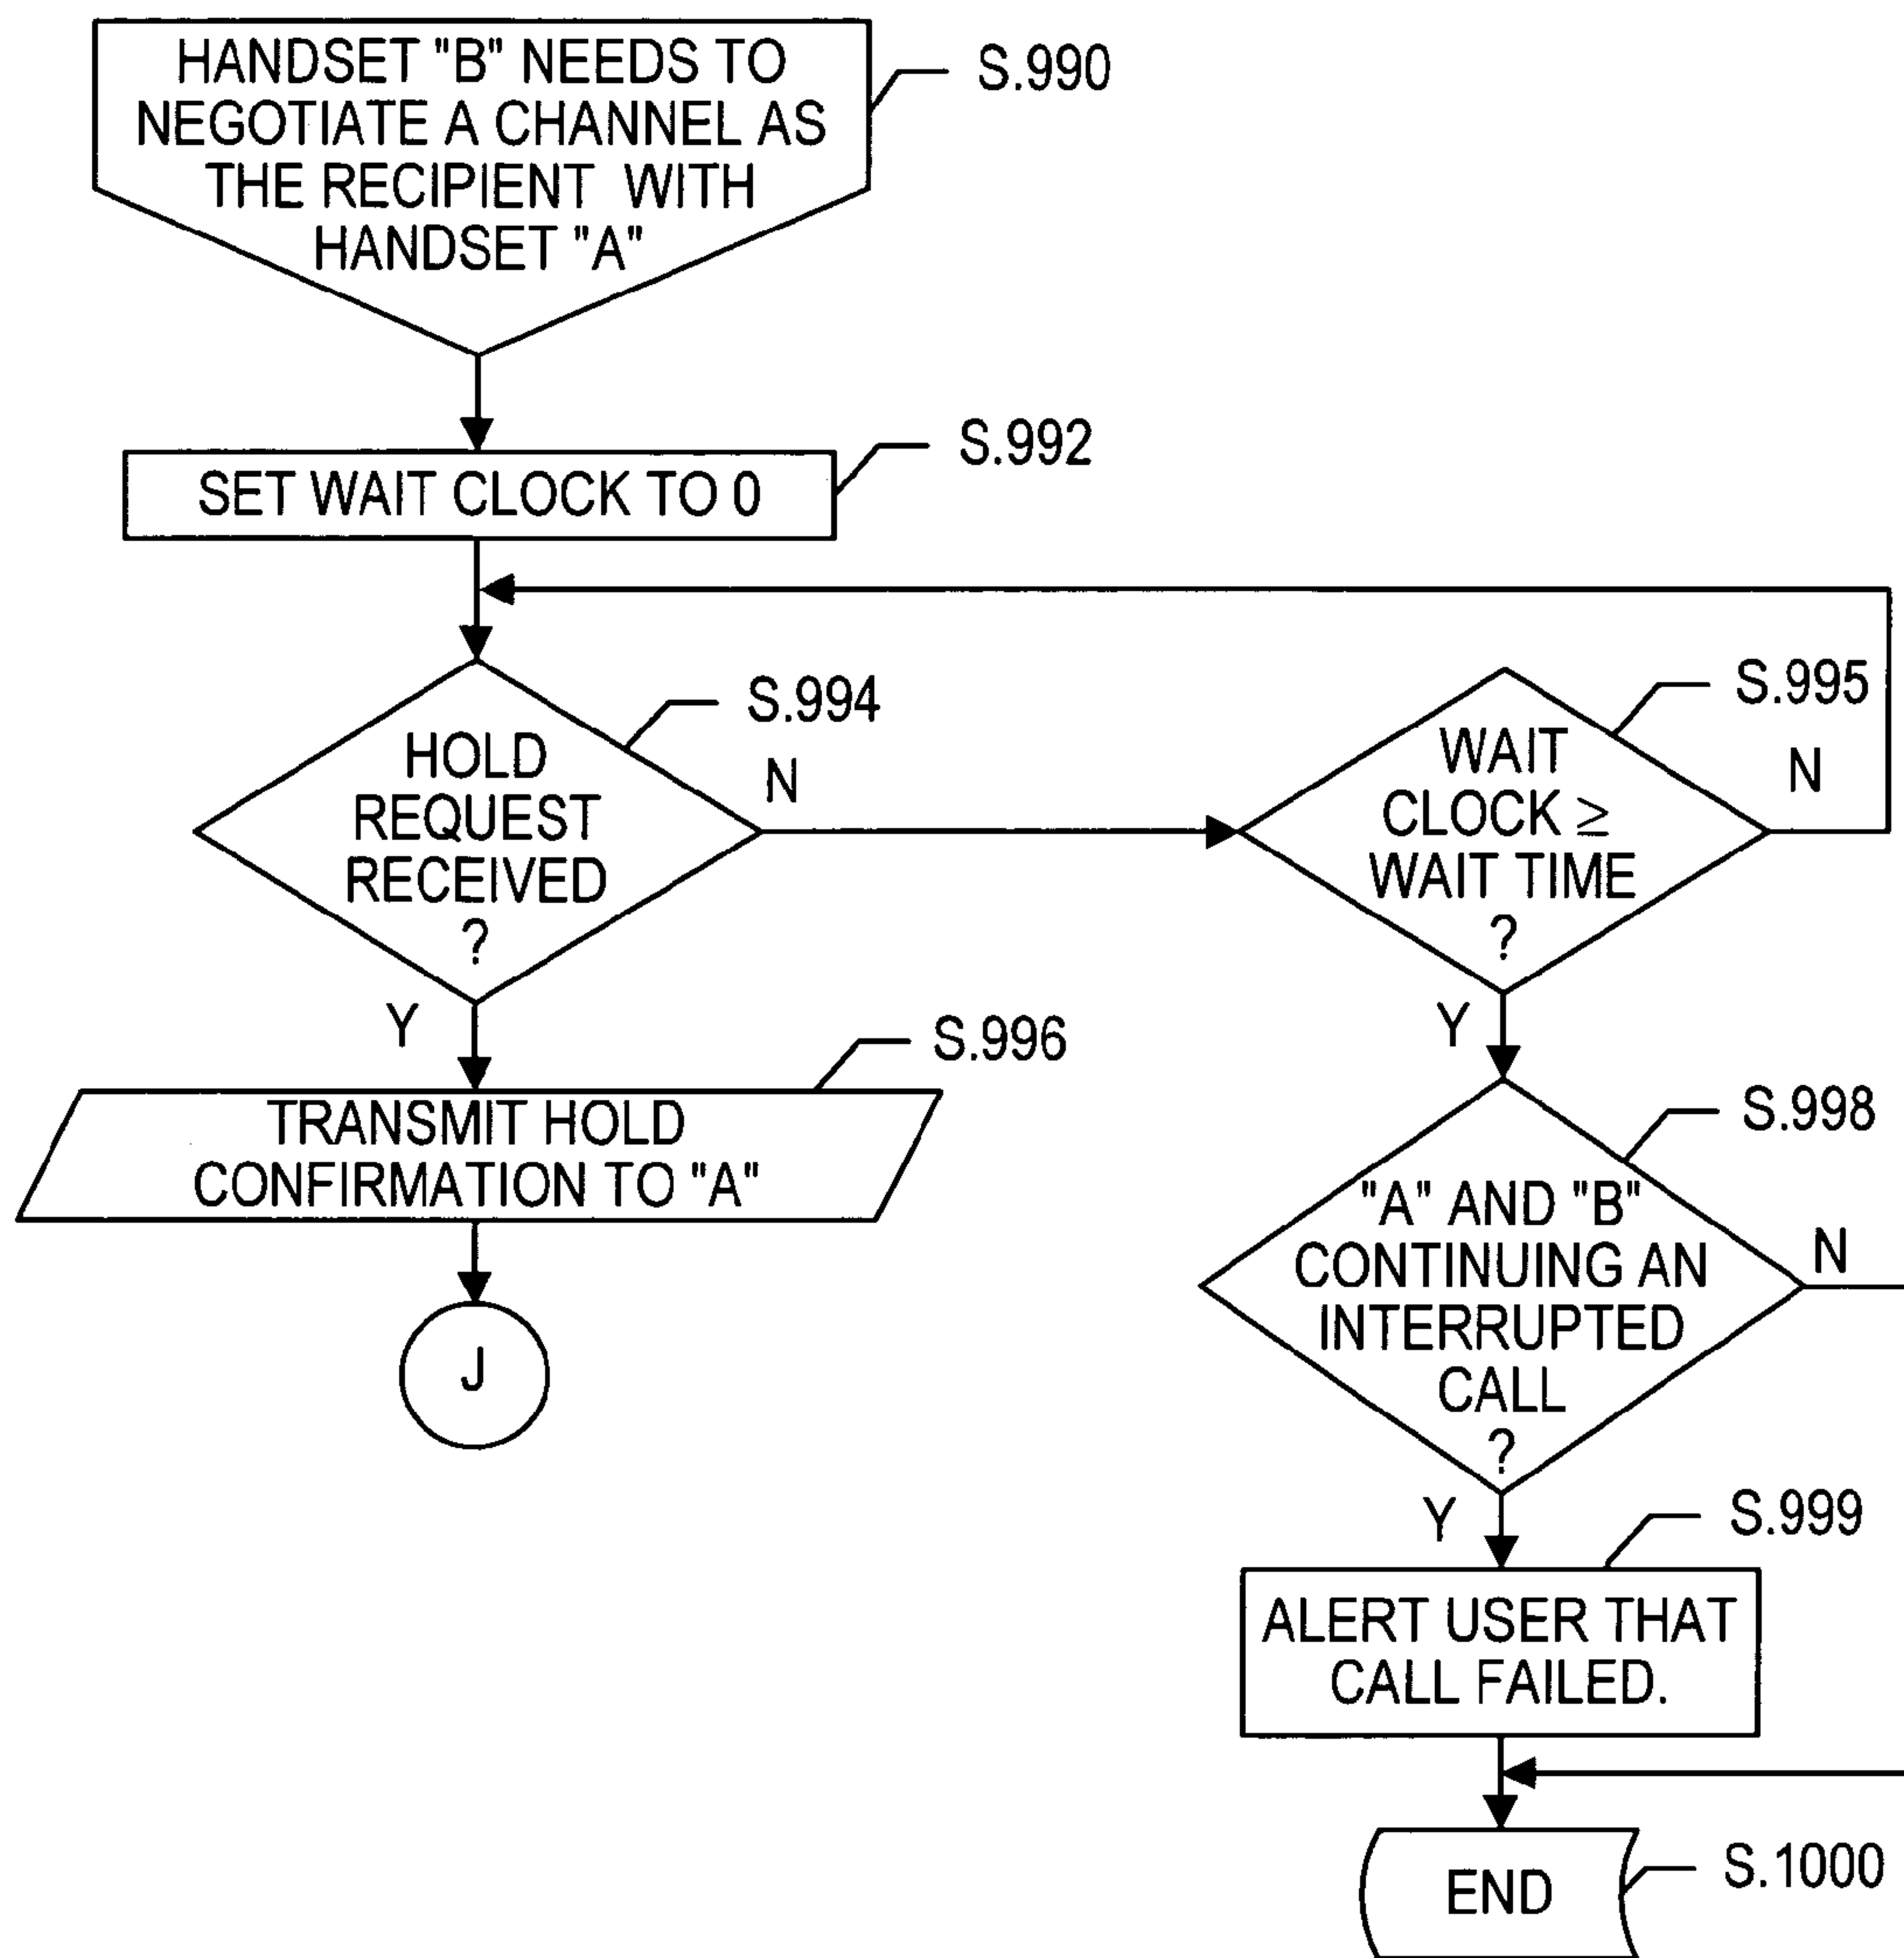 HANDSET "B" NEEDS TO
NEGOTIATE A CHANNEL AS
THE RECIPIENT WITH
HANDSET "A"
S.990
SET WAIT CLOCK TO 0
S.992
HOLD
REQUEST
RECEIVED
?
S.994
N
Y
WAIT
CLOCK ≥
WAIT TIME
?
S.995
N
Y
TRANSMIT HOLD
CONFIRMATION TO "A"
S.996
J
"A" AND "B"
CONTINUING AN
INTERRUPTED
CALL
?
S.998
N
Y
ALERT USER THAT
CALL FAILED.
S.999
END
S.1000